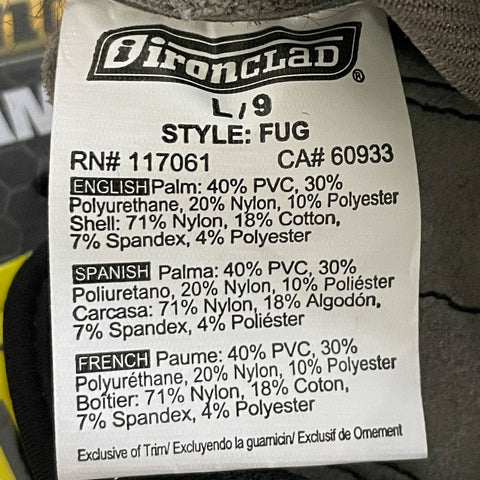 IRONCLAD®
L/9
STYLE: FUG
RN# 117061 CA# 60933
ENGLISH Palm: 40% PVC, 30%
Polyurethane, 20% Nylon, 10% Polyester
Shell: 71% Nylon, 18% Cotton,
7% Spandex, 4% Polyester
SPANISH Palma: 40% PVC, 30%
Poliuretano, 20% Nylon, 10% Poliéster
Carcasa: 71% Nylon, 18% Algodón,
7% Spandex, 4% Poliéster
FRENCH Paume: 40% PVC, 30%
Polyuréthane, 20% Nylon, 10% Polyester
Boîtier: 71% Nylon, 18% Coton,
7% Spandex, 4% Polyester
Exclusive of Trim/ Excluyendo la guarnicin/ Exclusif de Ornement